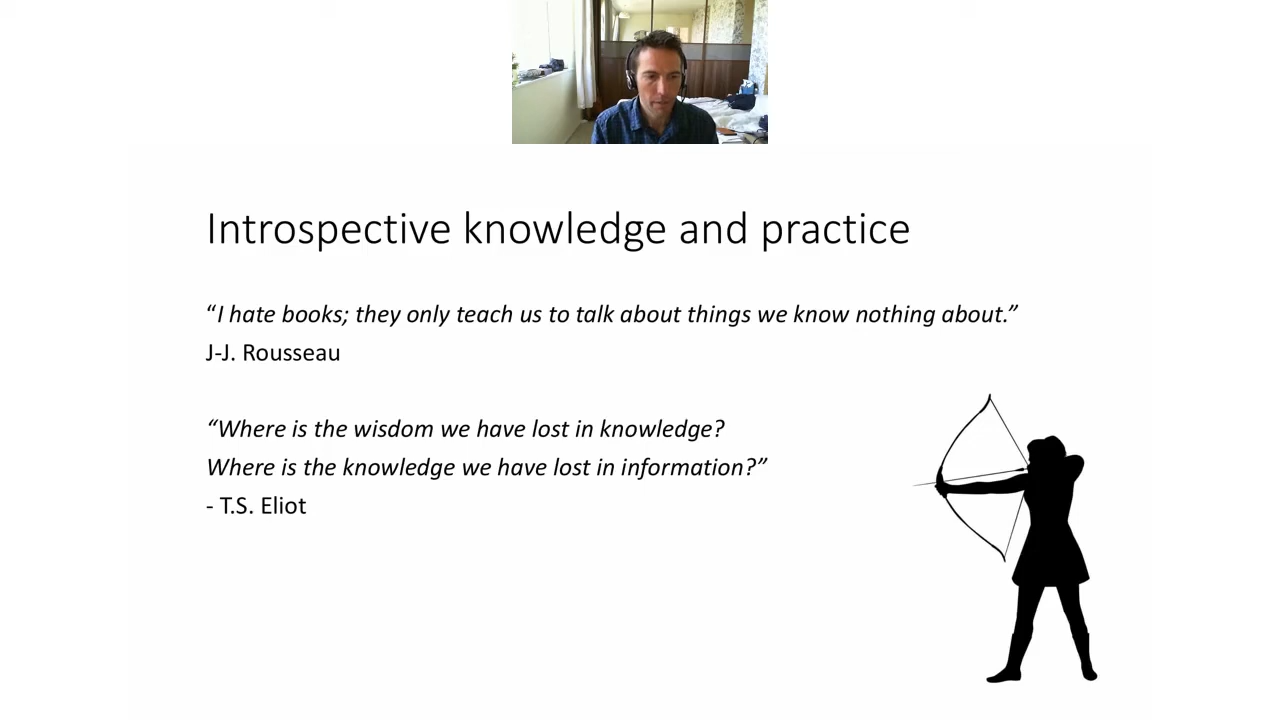 Introspective knowledge and practice
“I hate books; they only teach us to talk about things we know nothing about.”
J-J. Rousseau
“Where is the wisdom we have lost in knowledge?
Where is the knowledge we have lost in information?”
- T.S. Eliot